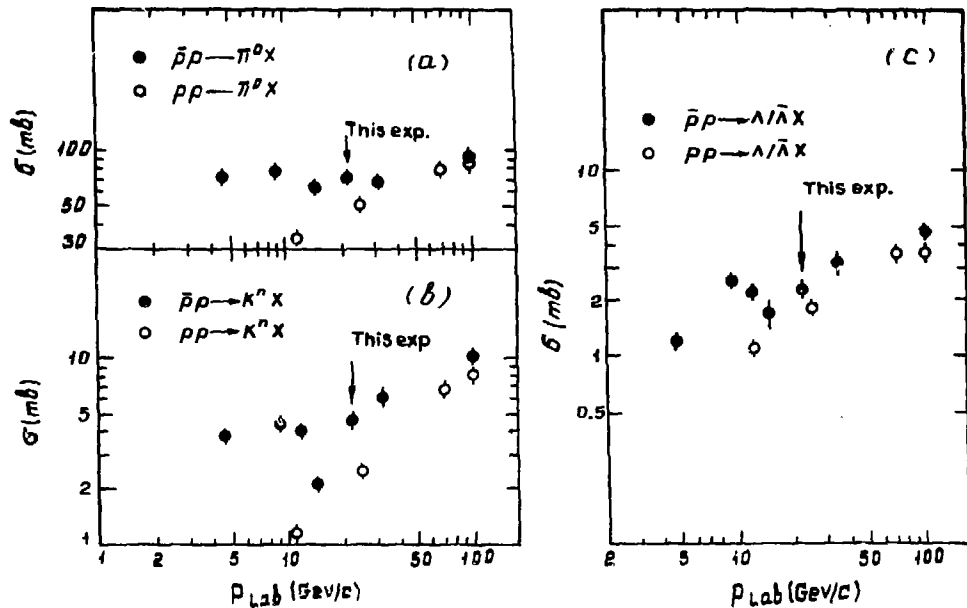 p̄p — π⁰X
pp — π⁰X
(a)
This exp.
σ (mb)
100
50
30
p̄p → Kⁿ X
pp → Kⁿ X
(b)
This exp
σ (mb)
10
5
2
1
1 2 5 10 20 50 100
P Lab (GeV/c)
(C)
p̄p → Λ/Λ̄ X
pp → Λ/Λ̄ X
This exp.
σ (mb)
10
5
2
1
0.5
2 5 10 20 50 100
P Lab (GeV/c)